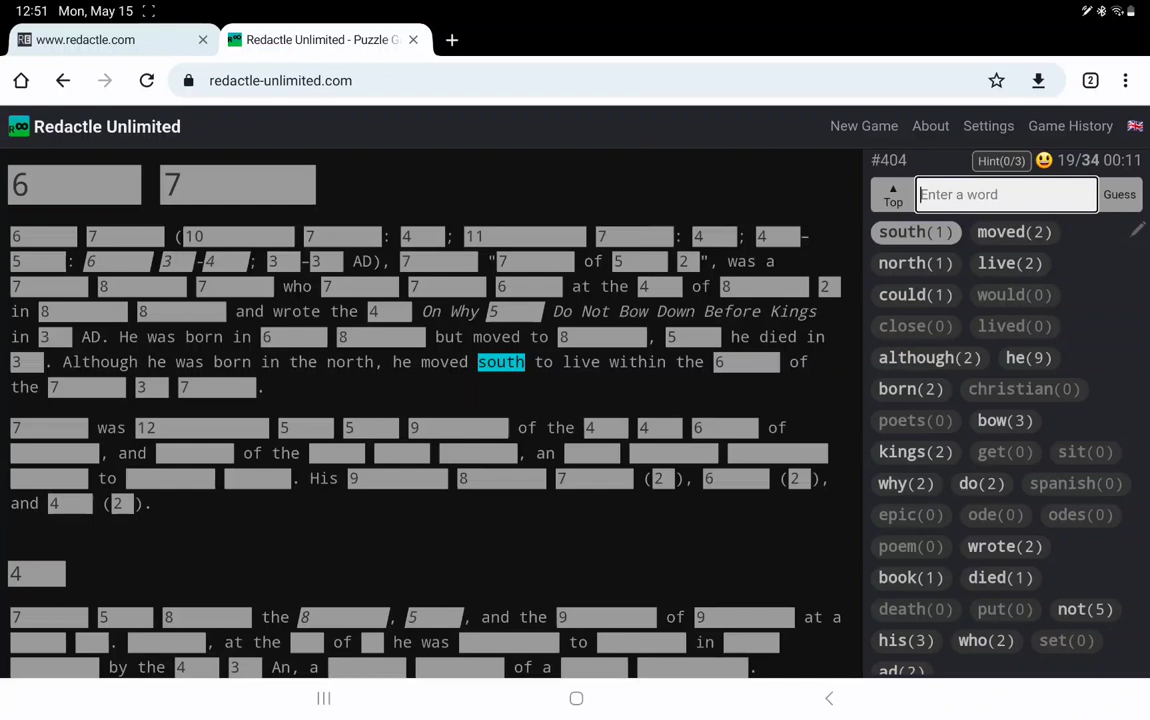 12:51 Mon, May 15
www.redactle.com
Redactle Unlimited - Puzzle G
redactle-unlimited.com
2
Redactle Unlimited
New Game About Settings Game History
#404 Hint(0/3) 19/34 00:11
Top Enter a word Guess
6 7
6 7 (10 7: 4; 11 7: 4; 4–
5: 6 3-4; 3–3 AD), 7 "7 of 5 2", was a
7 8 7 who 7 7 6 at the 4 of 8 2
in 8 8 and wrote the 4 On Why 5 Do Not Bow Down Before Kings
in 3 AD. He was born in 6 8 but moved to 8, 5 he died in
3. Although he was born in the north, he moved south to live within the 6 of
the 7 3 7.
7 was 12 5 5 9 of the 4 4 6 of
, and of the , an
to . His 9 8 7 (2), 6 (2),
and 4 (2).
4
7 5 8 the 8, 5, and the 9 of 9 at a
. , at the of he was to in
by the 4 3 An, a of a .
south(1) moved(2)
north(1) live(2)
could(1) would(0)
close(0) lived(0)
although(2) he(9)
born(2) christian(0)
poets(0) bow(3)
kings(2) get(0) sit(0)
why(2) do(2) spanish(0)
epic(0) ode(0) odes(0)
poem(0) wrote(2)
book(1) died(1)
death(0) put(0) not(5)
his(3) who(2) set(0)
ad(2)